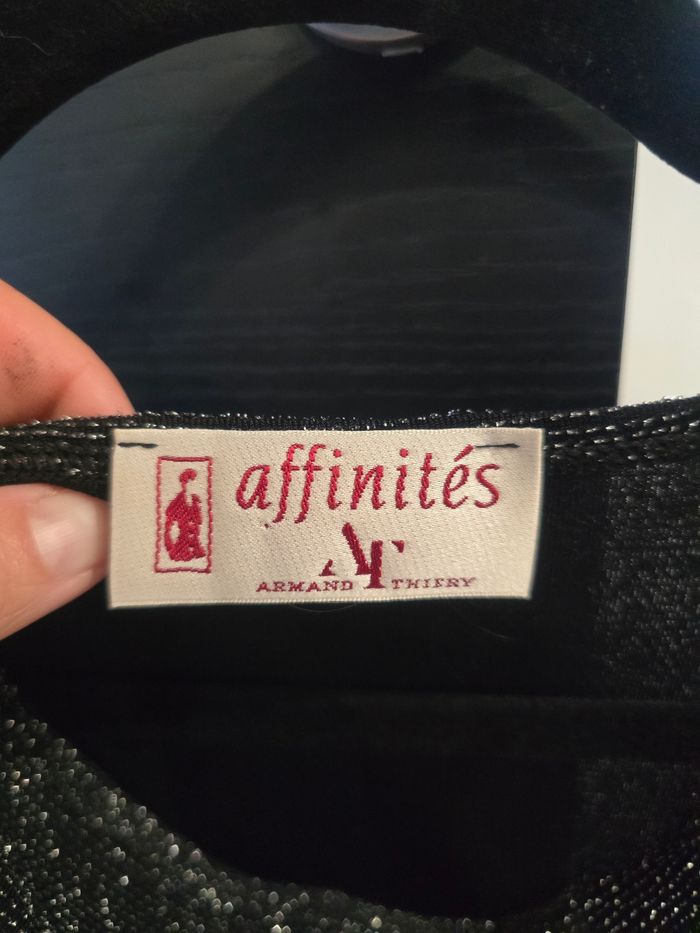 affinités
AT
ARMAND THIERY